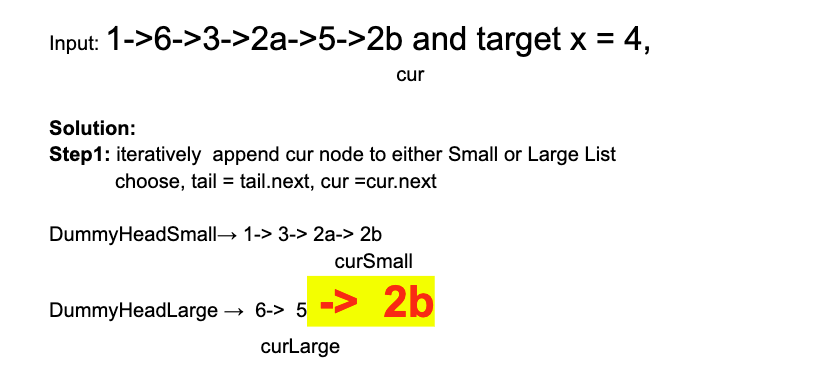 Input: 1->6->3->2a->5->2b and target x = 4,
cur
Solution:
Step1: iteratively append cur node to either Small or Large List
choose, tail = tail.next, cur =cur.next
DummyHeadSmall→ 1-> 3-> 2a-> 2b
curSmall
DummyHeadLarge → 6-> 5 -> 2b
curLarge